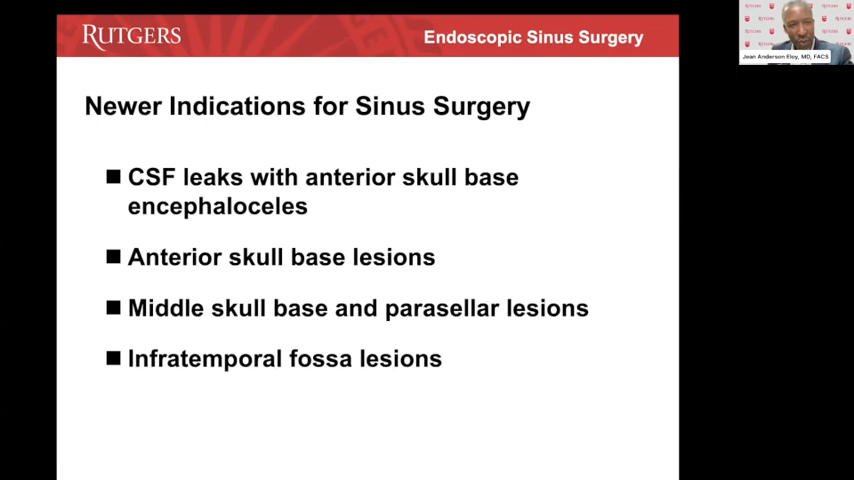 RUTGERS
Endoscopic Sinus Surgery
Newer Indications for Sinus Surgery
CSF leaks with anterior skull base
encephaloceles
Anterior skull base lesions
Middle skull base and parasellar lesions
Infratemporal fossa lesions
Jean Anderson Eloy, MD, FACS